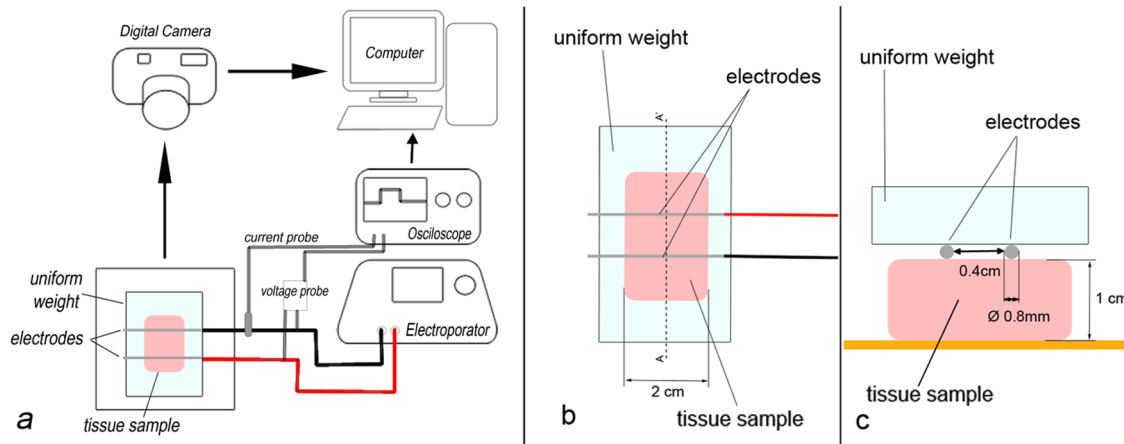 Digital Camera
Computer
Osciloscope
current probe
voltage probe
Electroporator
uniform
weight
electrodes
tissue sample
a
uniform weight
electrodes
A'
A
2 cm
tissue sample
b
uniform weight
electrodes
0.4cm
Ø 0.8mm
1 cm
tissue sample
c